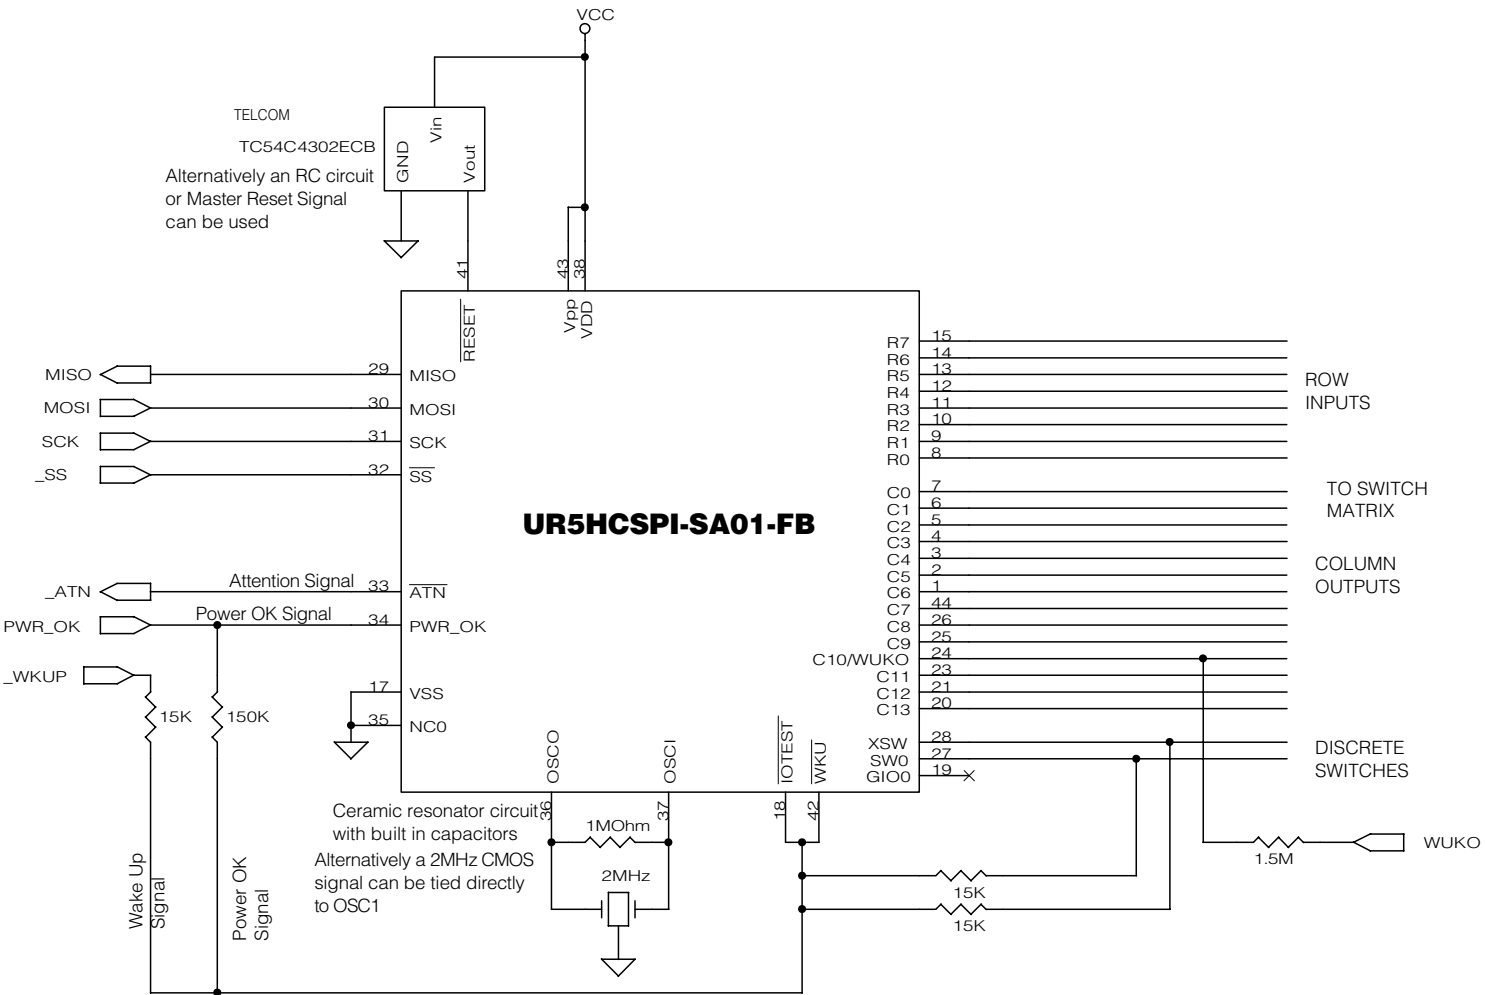 VCC
TELCOM
TC54C4302ECB
Alternatively an RC circuit
or Master Reset Signal
can be used
GND
Vin
Vout
41
43
38
RESET
Vpp
VDD
MISO
29
MISO
MOSI
30
MOSI
SCK
31
SCK
_SS
32
SS
UR5HCSPI-SA01-FB
_ATN
Attention Signal
33
ATN
PWR_OK
Power OK Signal
34
PWR_OK
_WKUP
15K
150K
17
VSS
35
NC0
R7
15
R6
14
R5
13
R4
12
R3
11
R2
10
R1
9
R0
8
ROW
INPUTS
C0
7
C1
6
C2
5
C3
4
C4
3
C5
2
C6
1
C7
44
C8
26
C9
25
C10/WUKO
24
C11
23
C12
21
C13
20
TO SWITCH
MATRIX
COLUMN
OUTPUTS
XSW
28
SW0
27
GIO0
19
DISCRETE
SWITCHES
OSCO
OSCI
IOTEST
WKU
36
37
18
42
Ceramic resonator circuit
with built in capacitors
Alternatively a 2MHz CMOS
signal can be tied directly
to OSC1
1MOhm
2MHz
15K
15K
1.5M
WUKO
Wake Up
Signal
Power OK
Signal